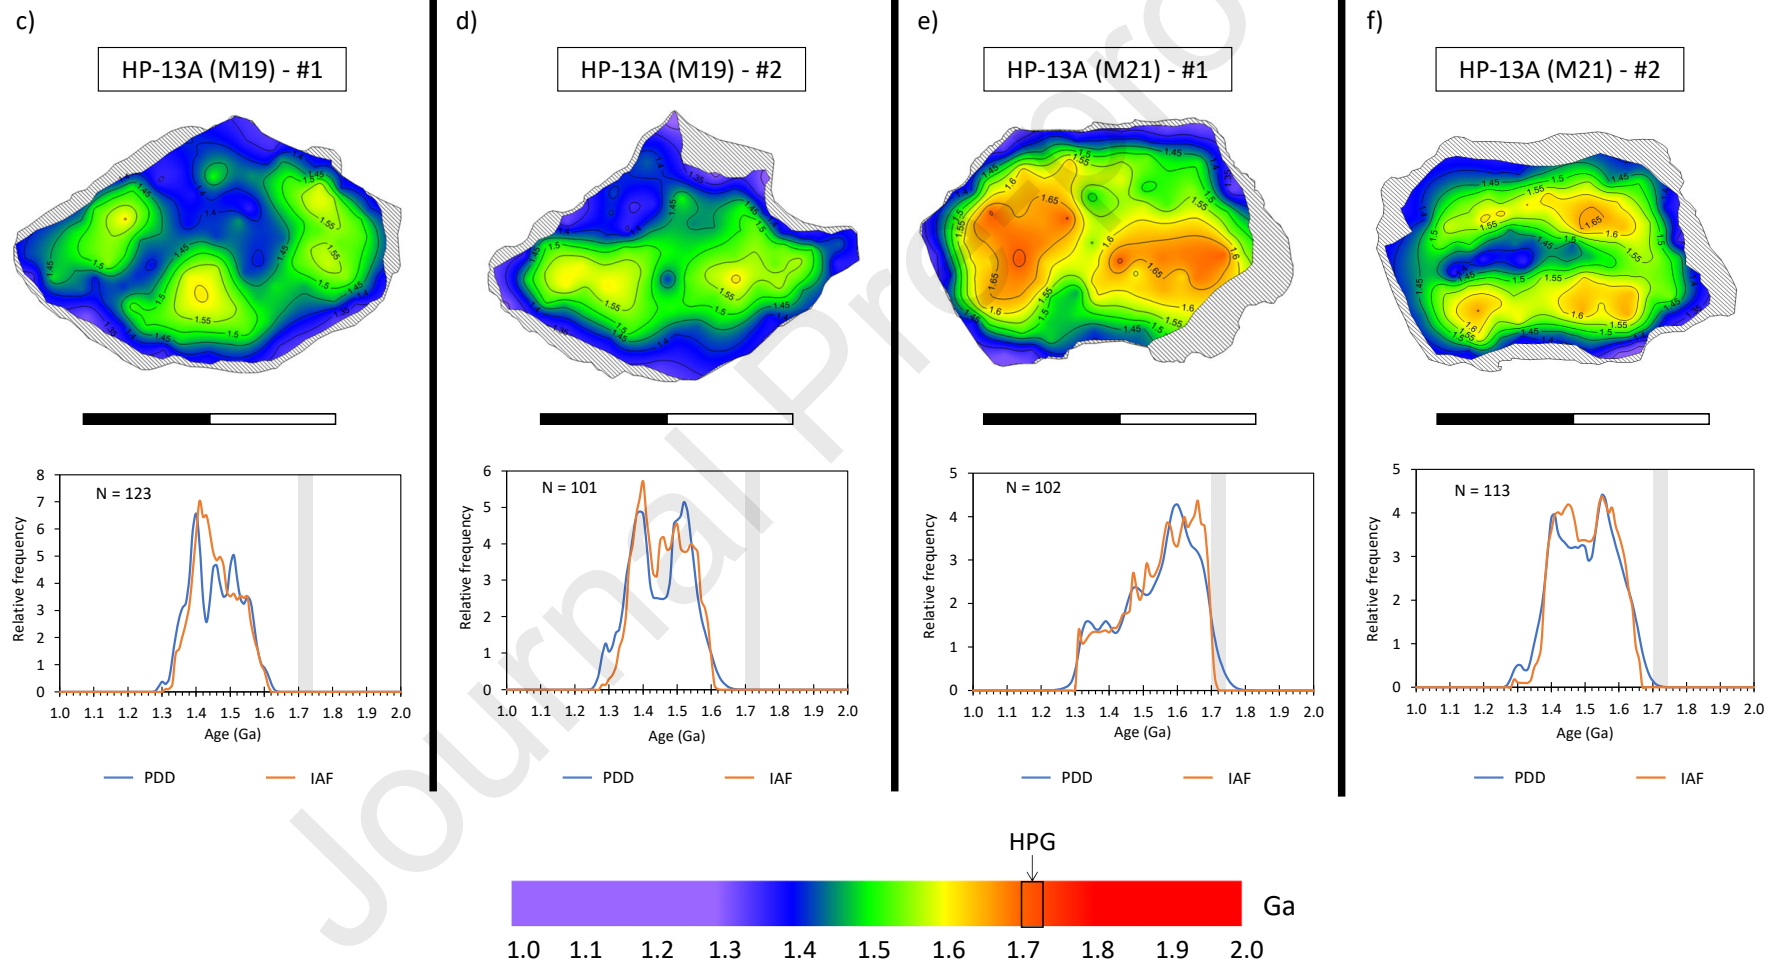 c)
HP-13A (M19) - #1
d)
HP-13A (M19) - #2
e)
HP-13A (M21) - #1
f)
HP-13A (M21) - #2
Relative frequency
8
7
6
5
4
3
2
1
0
N = 123
1.0 1.1 1.2 1.3 1.4 1.5 1.6 1.7 1.8 1.9 2.0
Age (Ga)
PDD IAF
Relative frequency
6
5
4
3
2
1
0
N = 101
1.0 1.1 1.2 1.3 1.4 1.5 1.6 1.7 1.8 1.9 2.0
Age (Ga)
PDD IAF
Relative frequency
5
4
3
2
1
0
N = 102
1.0 1.1 1.2 1.3 1.4 1.5 1.6 1.7 1.8 1.9 2.0
Age (Ga)
PDD IAF
Relative frequency
5
4
3
2
1
0
N = 113
1.0 1.1 1.2 1.3 1.4 1.5 1.6 1.7 1.8 1.9 2.0
Age (Ga)
PDD IAF
HPG
Ga
1.0 1.1 1.2 1.3 1.4 1.5 1.6 1.7 1.8 1.9 2.0
Journal Pre-pro